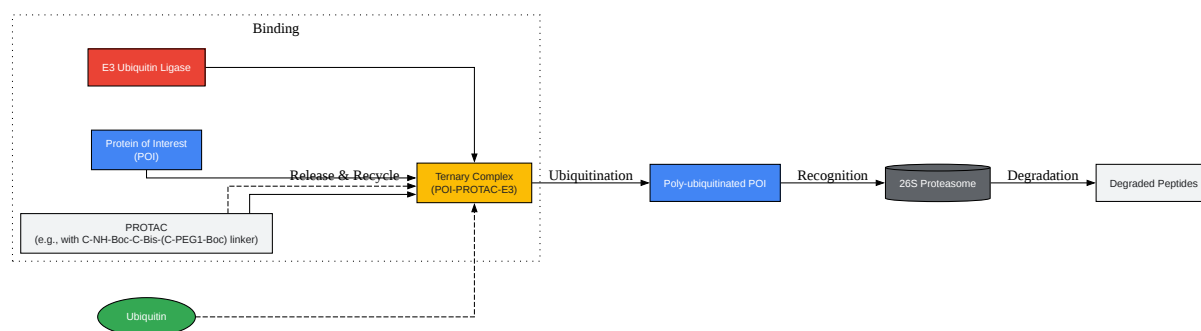 Binding
E3 Ubiquitin Ligase
Protein of Interest
(POI)
Release & Recycle
Ternary Complex
(POI-PROTAC-E3)
Ubiquitination
Poly-ubiquitinated POI
Recognition
26S Proteasome
Degradation
Degraded Peptides
PROTAC
(e.g., with C-NH-Boc-C-Bis-(C-PEG1-Boc) linker)
Ubiquitin